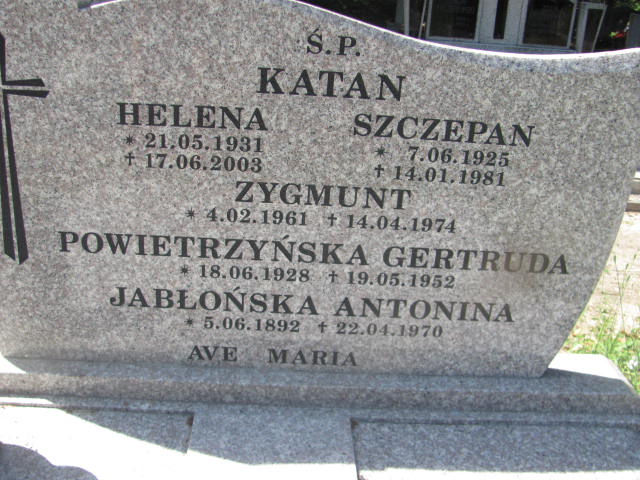 Ś.P.
KATAN
HELENA SZCZEPAN
* 21.05.1931 * 7.06.1925
† 17.06.2003 † 14.01.1981
ZYGMUNT
* 4.02.1961 † 14.04.1974
POWIETRZYŃSKA GERTRUDA
* 18.06.1928 † 19.05.1952
JABŁOŃSKA ANTONINA
* 5.06.1892 † 22.04.1970
AVE MARIA